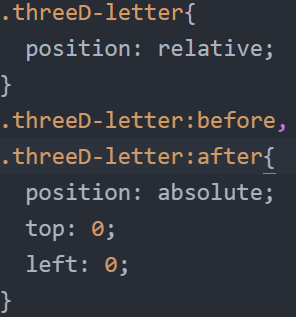 .threeD-letter{
  position: relative;
}
.threeD-letter:before,
.threeD-letter:after{
  position: absolute;
  top: 0;
  left: 0;
}